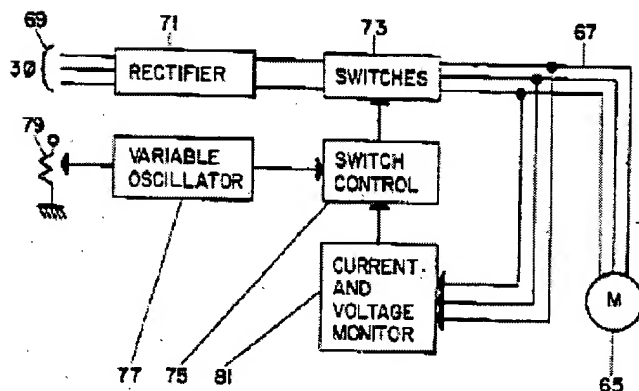 69
71
73
67
30
RECTIFIER
SWITCHES
79
VARIABLE
OSCILLATOR
SWITCH
CONTROL
CURRENT
AND
VOLTAGE
MONITOR
M
77
75
81
65